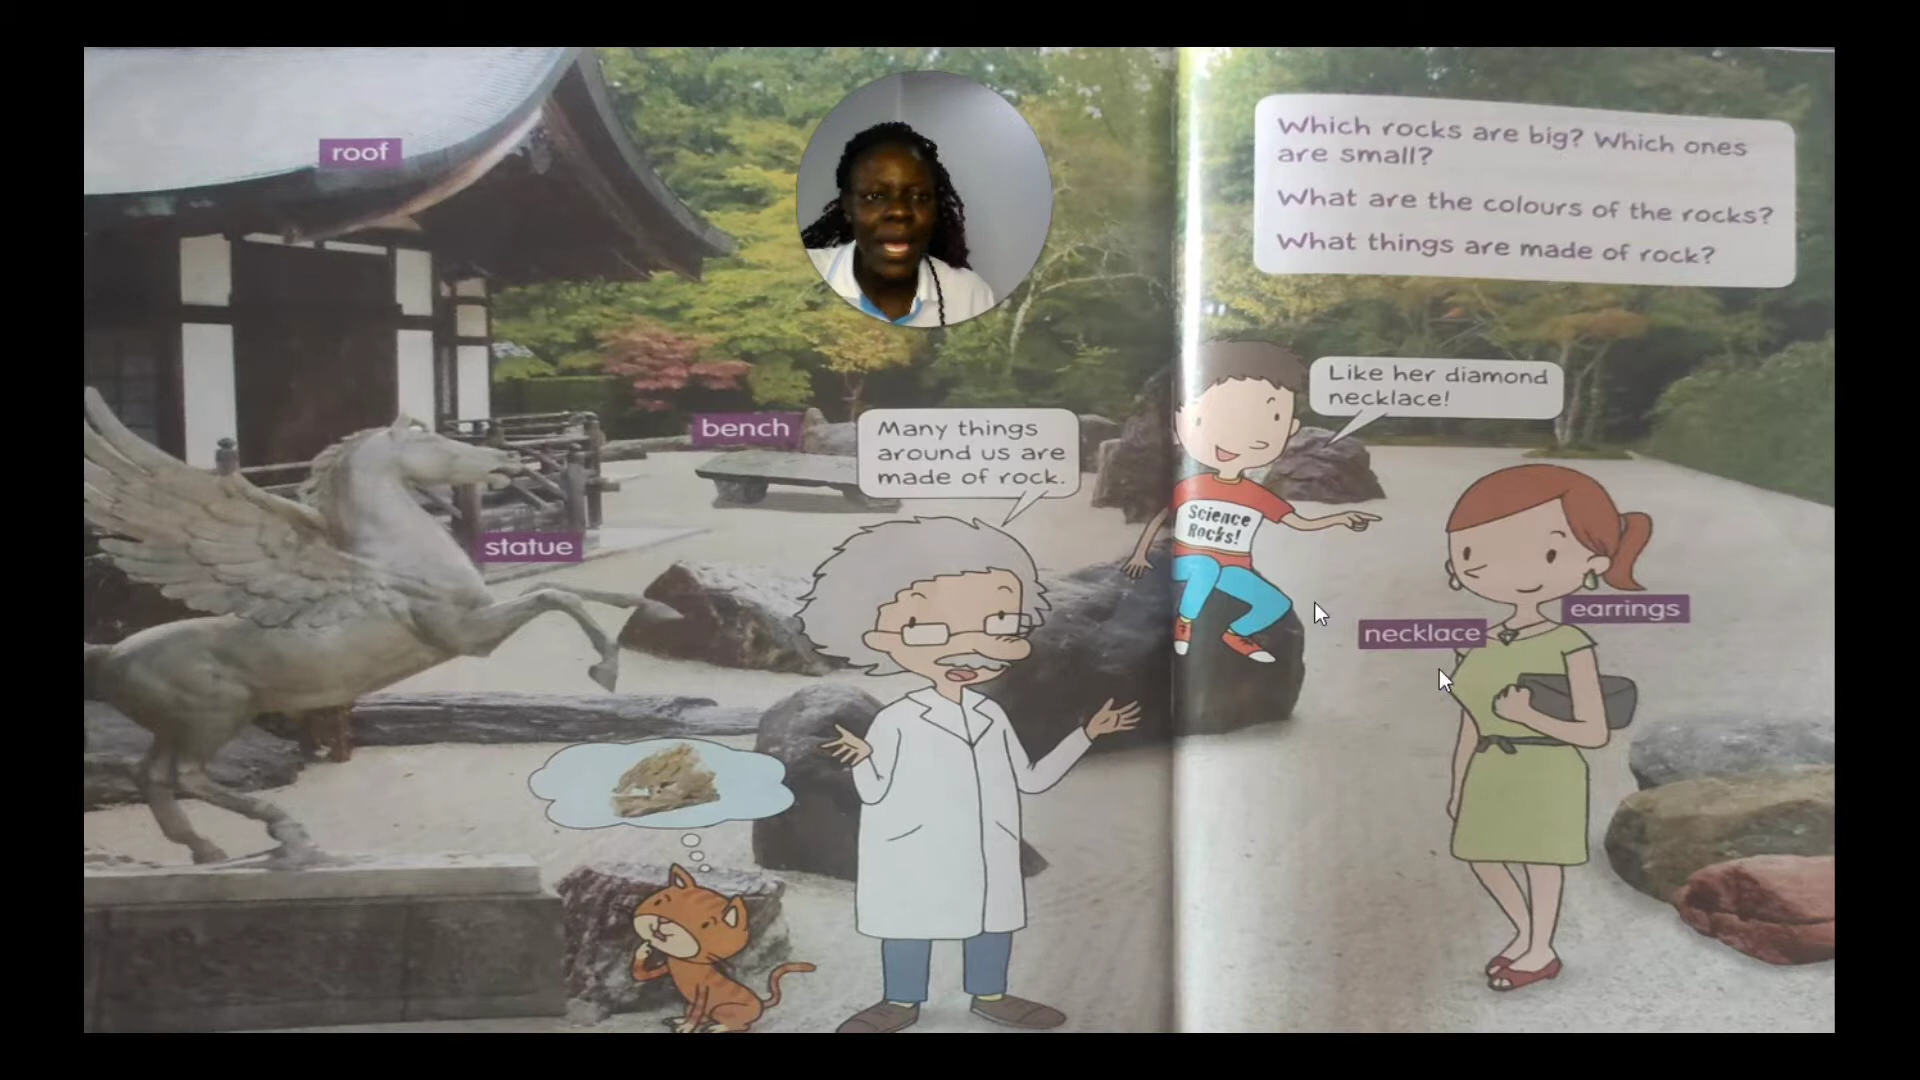 roof
Which rocks are big? Which ones
are small?
What are the colours of the rocks?
What things are made of rock?
Like her diamond
necklace!
bench
Many things
around us are
made of rock.
Science
Rocks!
statue
earrings
necklace